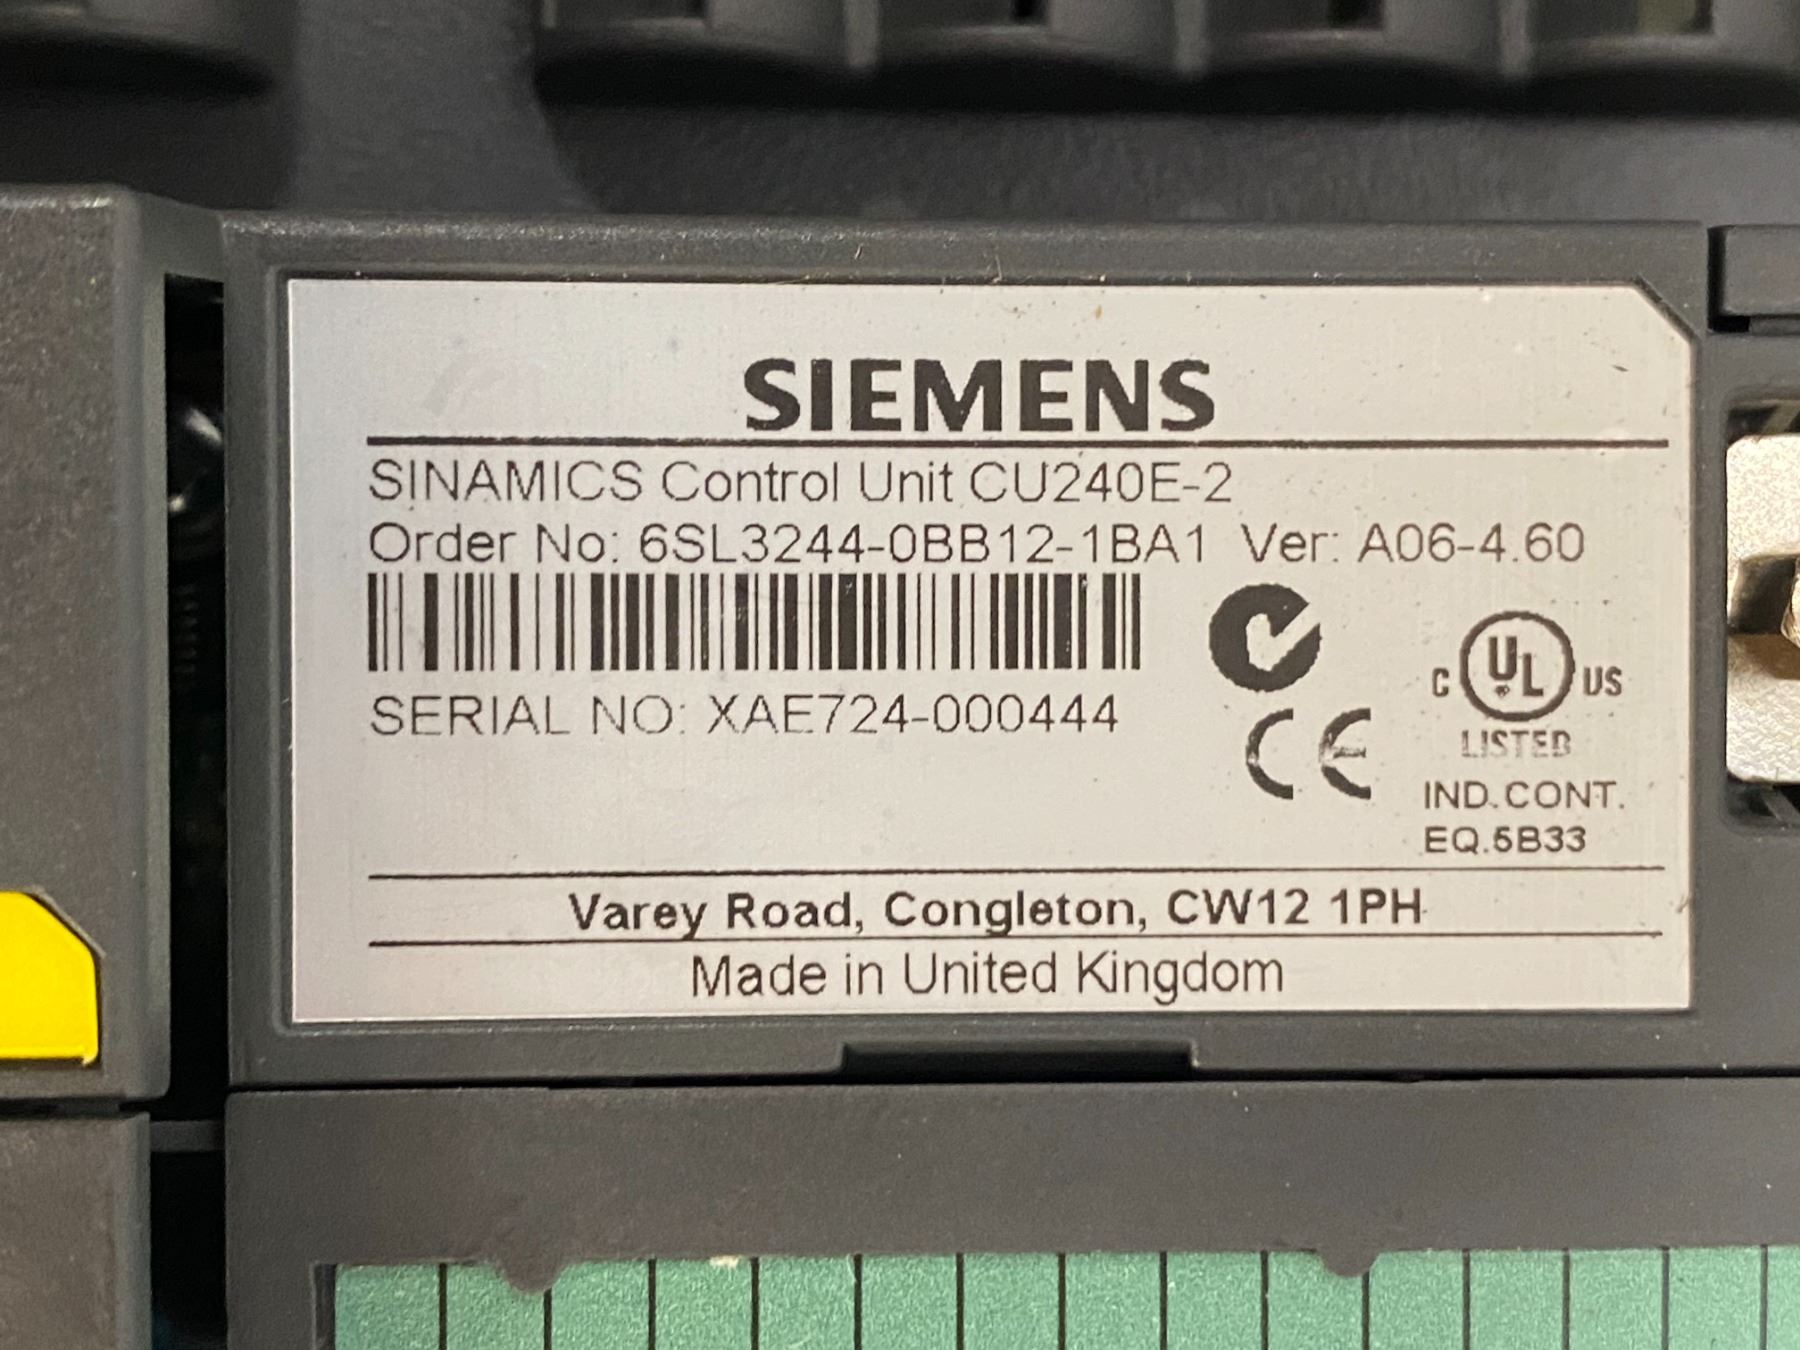 SIEMENS
SINAMICS Control Unit CU240E-2
Order No: 6SL3244-0BB12-1BA1 Ver: A06-4.60
SERIAL NO: XAE724-000444
CE
C UL US
LISTED
IND.CONT.
EQ.5B33
Varey Road, Congleton, CW12 1PH
Made in United Kingdom